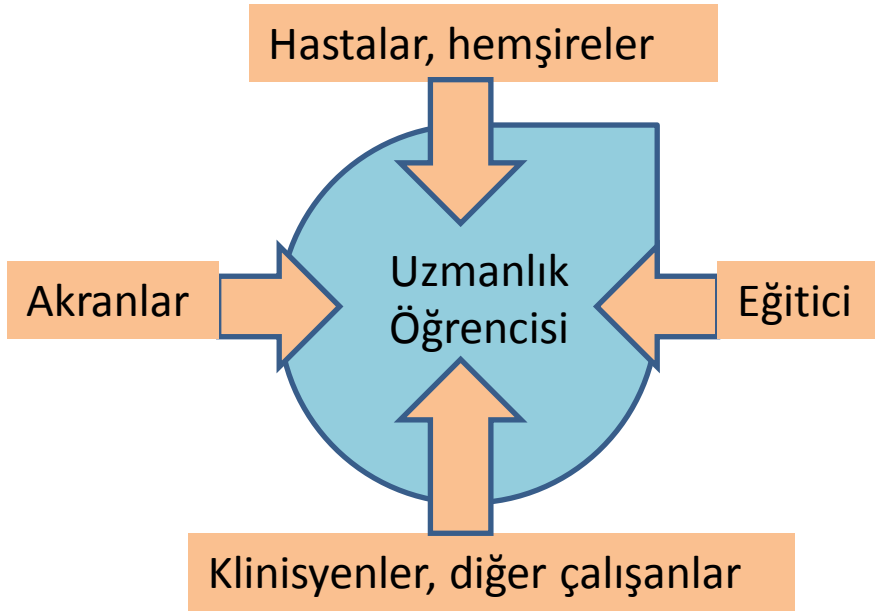 Hastalar, hemşireler
Akranlar
Uzmanlık
Öğrencisi
Eğitici
Klinisyenler, diğer çalışanlar